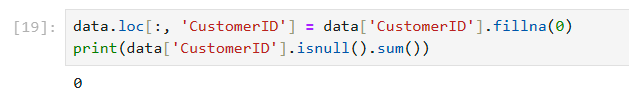 [19]: data.loc[:, 'CustomerID'] = data['CustomerID'].fillna(0)
print(data['CustomerID'].isnull().sum())
0